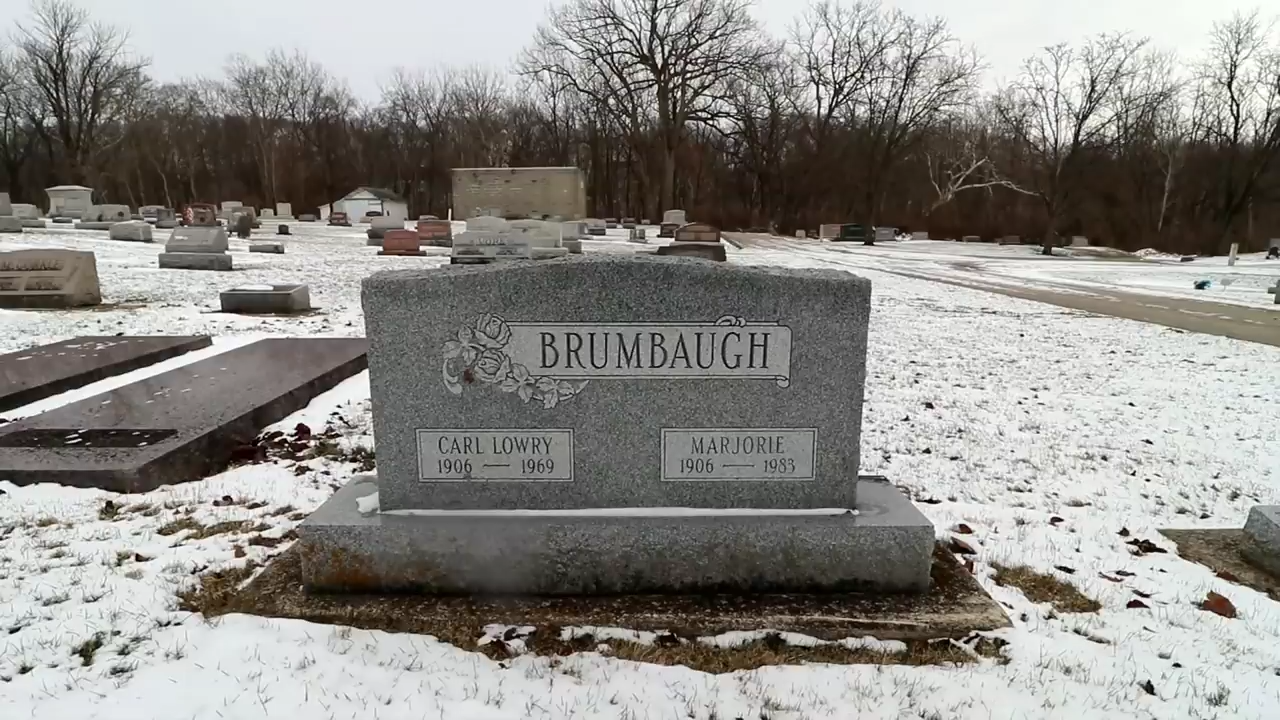 BRUMBAUGH
CARL LOWRY
1906 — 1969
MARJORIE
1906 — 1983